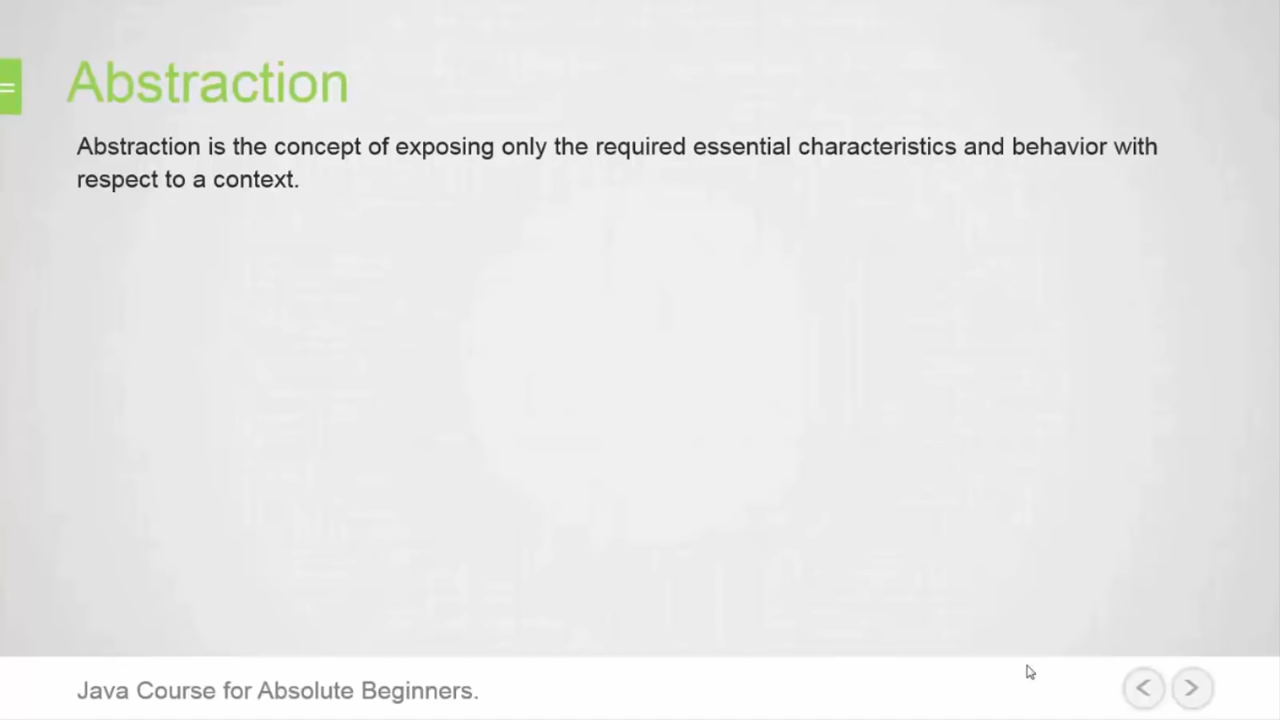 Abstraction
Abstraction is the concept of exposing only the required essential characteristics and behavior with
respect to a context.
Java Course for Absolute Beginners.